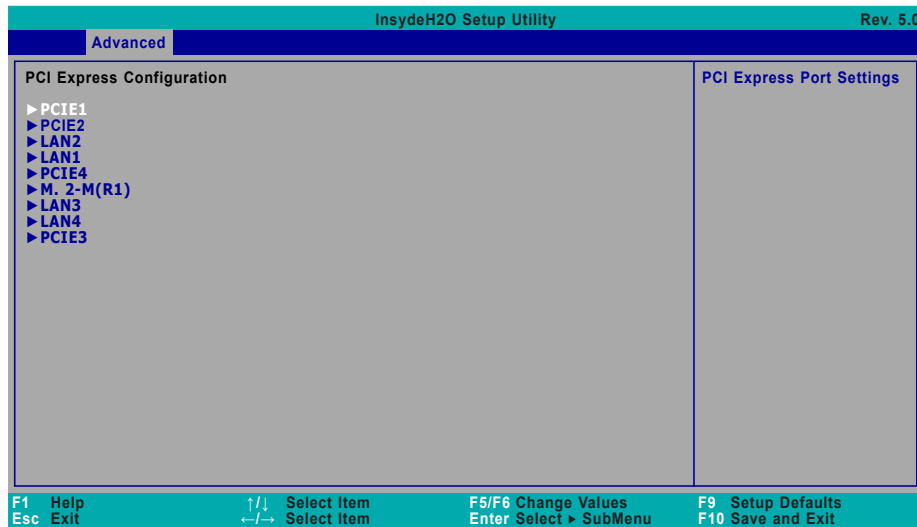 InsydeH2O Setup Utility Rev. 5.0
Advanced
PCI Express Configuration
PCI Express Port Settings
►PCIE1
►PCIE2
►LAN2
►LAN1
►PCIE4
►M. 2-M(R1)
►LAN3
►LAN4
►PCIE3
F1 Help ↑/↓ Select Item F5/F6 Change Values F9 Setup Defaults
Esc Exit ←/→ Select Item Enter Select ► SubMenu F10 Save and Exit